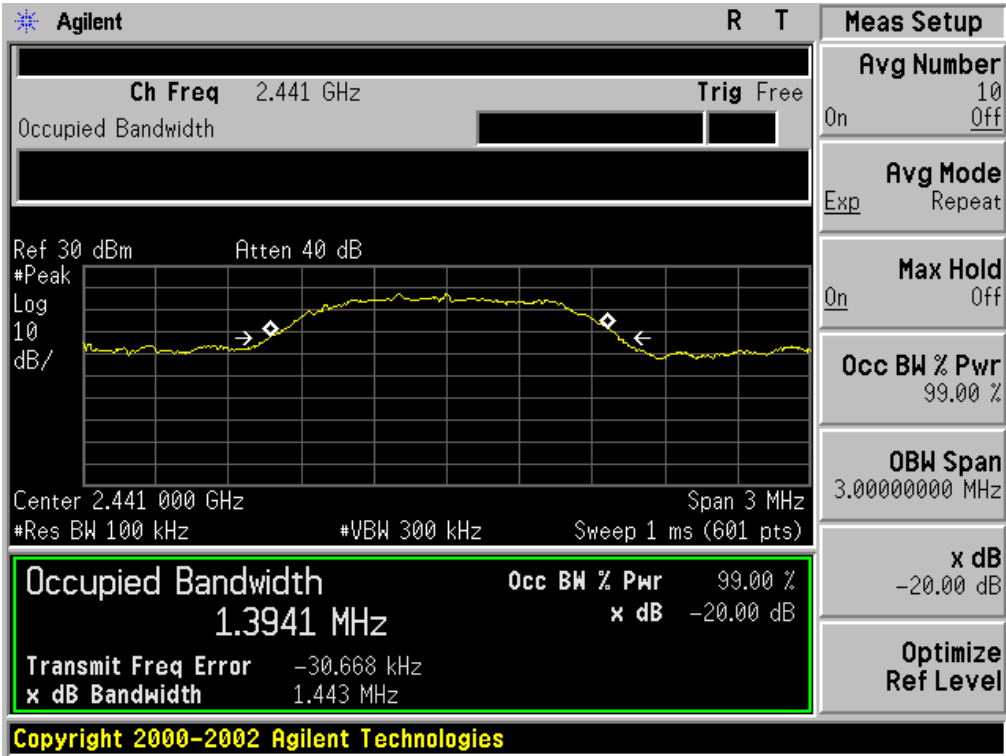 Agilent R T
Ch Freq 2.441 GHz Trig Free
Occupied Bandwidth
Ref 30 dBm Atten 40 dB
#Peak
Log
10
dB/
Center 2.441 000 GHz Span 3 MHz
#Res BW 100 kHz #VBW 300 kHz Sweep 1 ms (601 pts)
Occupied Bandwidth
1.3941 MHz
Occ BW % Pwr 99.00 %
x dB -20.00 dB
Transmit Freq Error -30.668 kHz
x dB Bandwidth 1.443 MHz
Copyright 2000-2002 Agilent Technologies
Meas Setup
Avg Number
10
On Off
Avg Mode
Exp Repeat
Max Hold
On Off
Occ BW % Pwr
99.00 %
OBW Span
3.00000000 MHz
x dB
-20.00 dB
Optimize
Ref Level